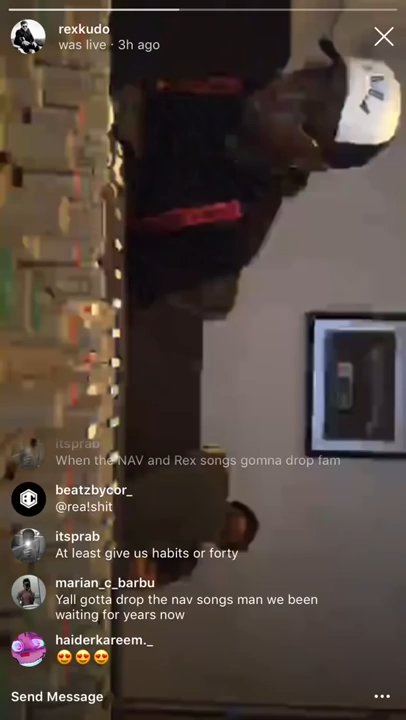 rexkudo
was live · 3h ago
itsprab
When the NAV and Rex songs gomna drop fam
beatzbycor_
@rea!shit
itsprab
At least give us habits or forty
marian_c_barbu
Yall gotta drop the nav songs man we been
waiting for years now
haiderkareem._
😍😍😍
Send Message